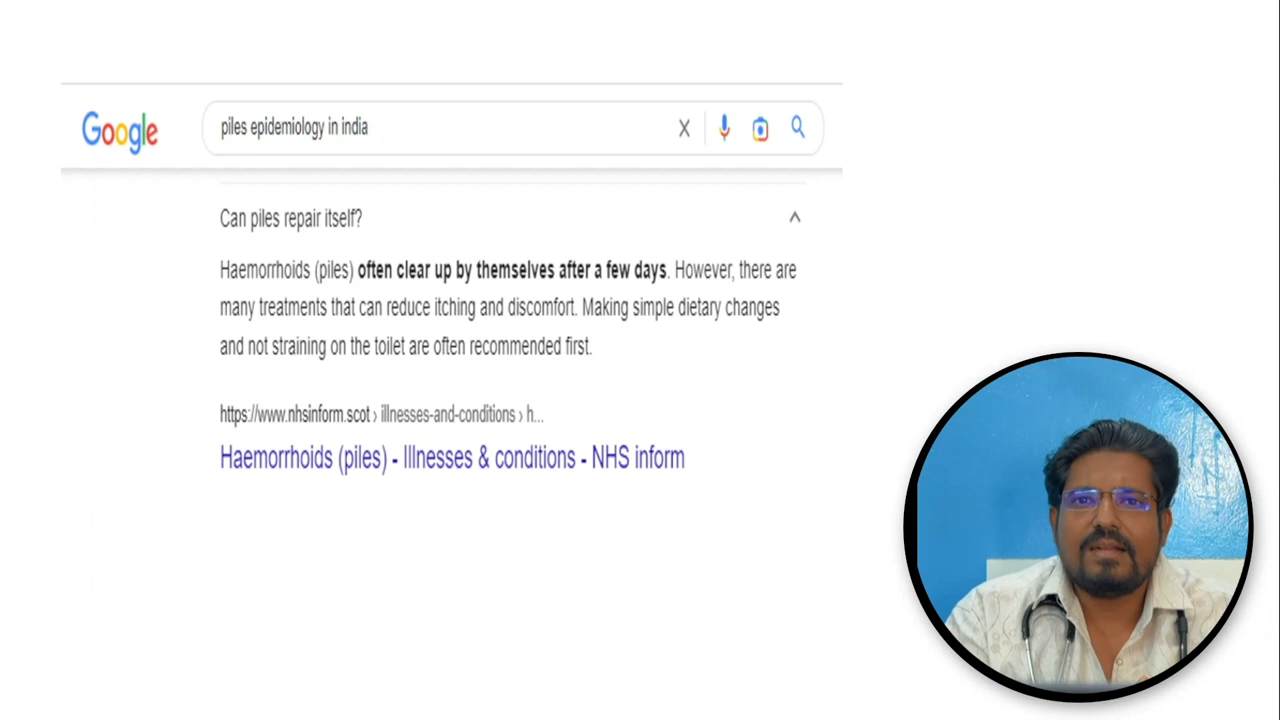 Google
piles epidemiology in india
Can piles repair itself?
Haemorrhoids (piles) often clear up by themselves after a few days. However, there are
many treatments that can reduce itching and discomfort. Making simple dietary changes
and not straining on the toilet are often recommended first.
https://www.nhsinform.scot › illnesses-and-conditions › h...
Haemorrhoids (piles) - Illnesses & conditions - NHS inform